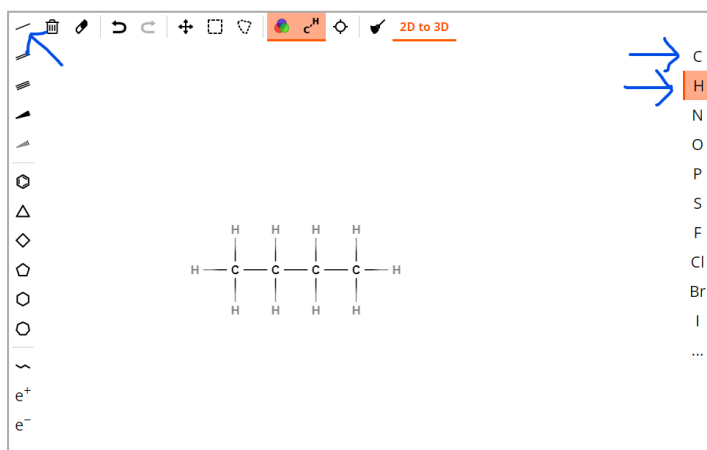 C H 2D to 3D
C
H
N
O
P
S
F
Cl
Br
I
...
H H H H
H C C C C H
H H H H
e+
e−